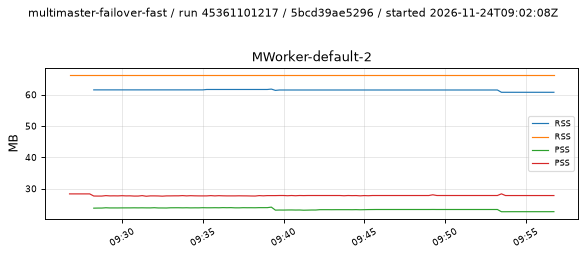 multimaster-failover-fast / run 45361101217 / 5bcd39ae5296 / started 2026-11-24T09:02:08Z
MWorker-default-2
MB
60
50
40
30
RSS
RSS
PSS
PSS
09:30
09:35
09:40
09:45
09:50
09:55